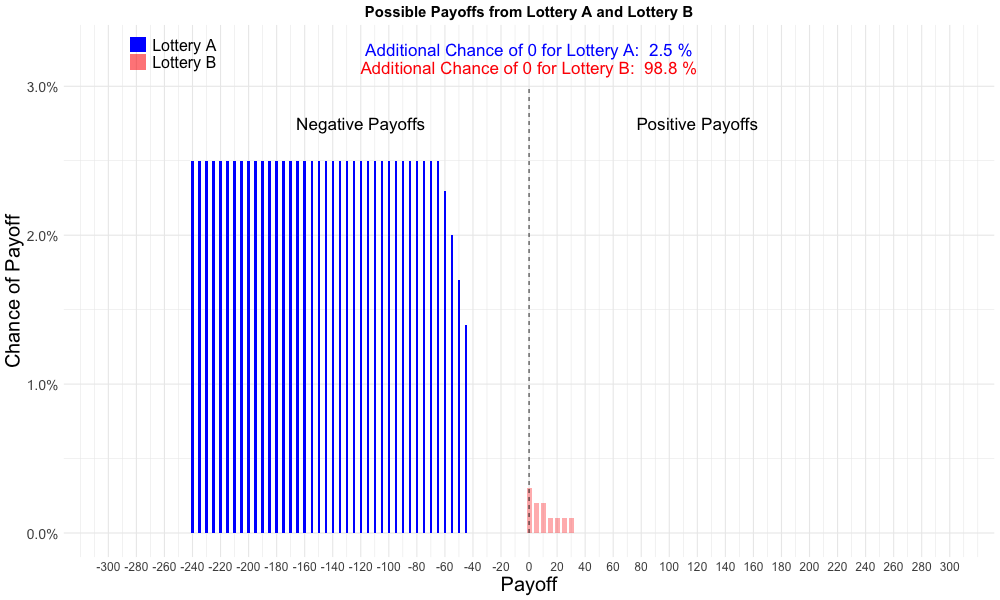 Possible Payoffs from Lottery A and Lottery B
Lottery A
Lottery B
Additional Chance of 0 for Lottery A:  2.5 %
Additional Chance of 0 for Lottery B:  98.8 %
Negative Payoffs
Positive Payoffs
Chance of Payoff
3.0%
2.0%
1.0%
0.0%
-300 -280 -260 -240 -220 -200 -180 -160 -140 -120 -100 -80 -60 -40 -20 0 20 40 60 80 100 120 140 160 180 200 220 240 260 280 300
Payoff